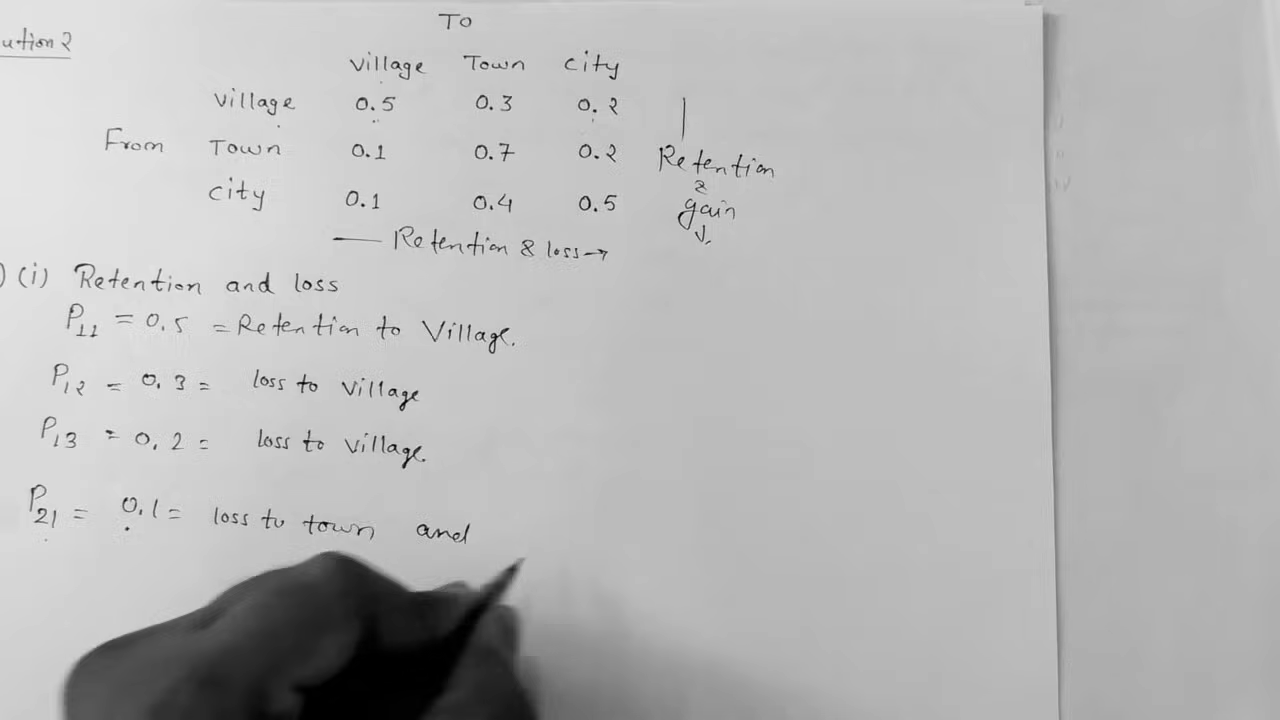 ution 2
To
village Town city
village 0.5 0.3 0.2
From Town 0.1 0.7 0.2 Retention
& 
city 0.1 0.4 0.5 gain
Retention & loss
) (i) Retention and loss
P11 = 0.5 = Retention to Village.
P12 = 0.3 = loss to village
P13 = 0.2 = loss to village.
P21 = 0.1 = loss to town and